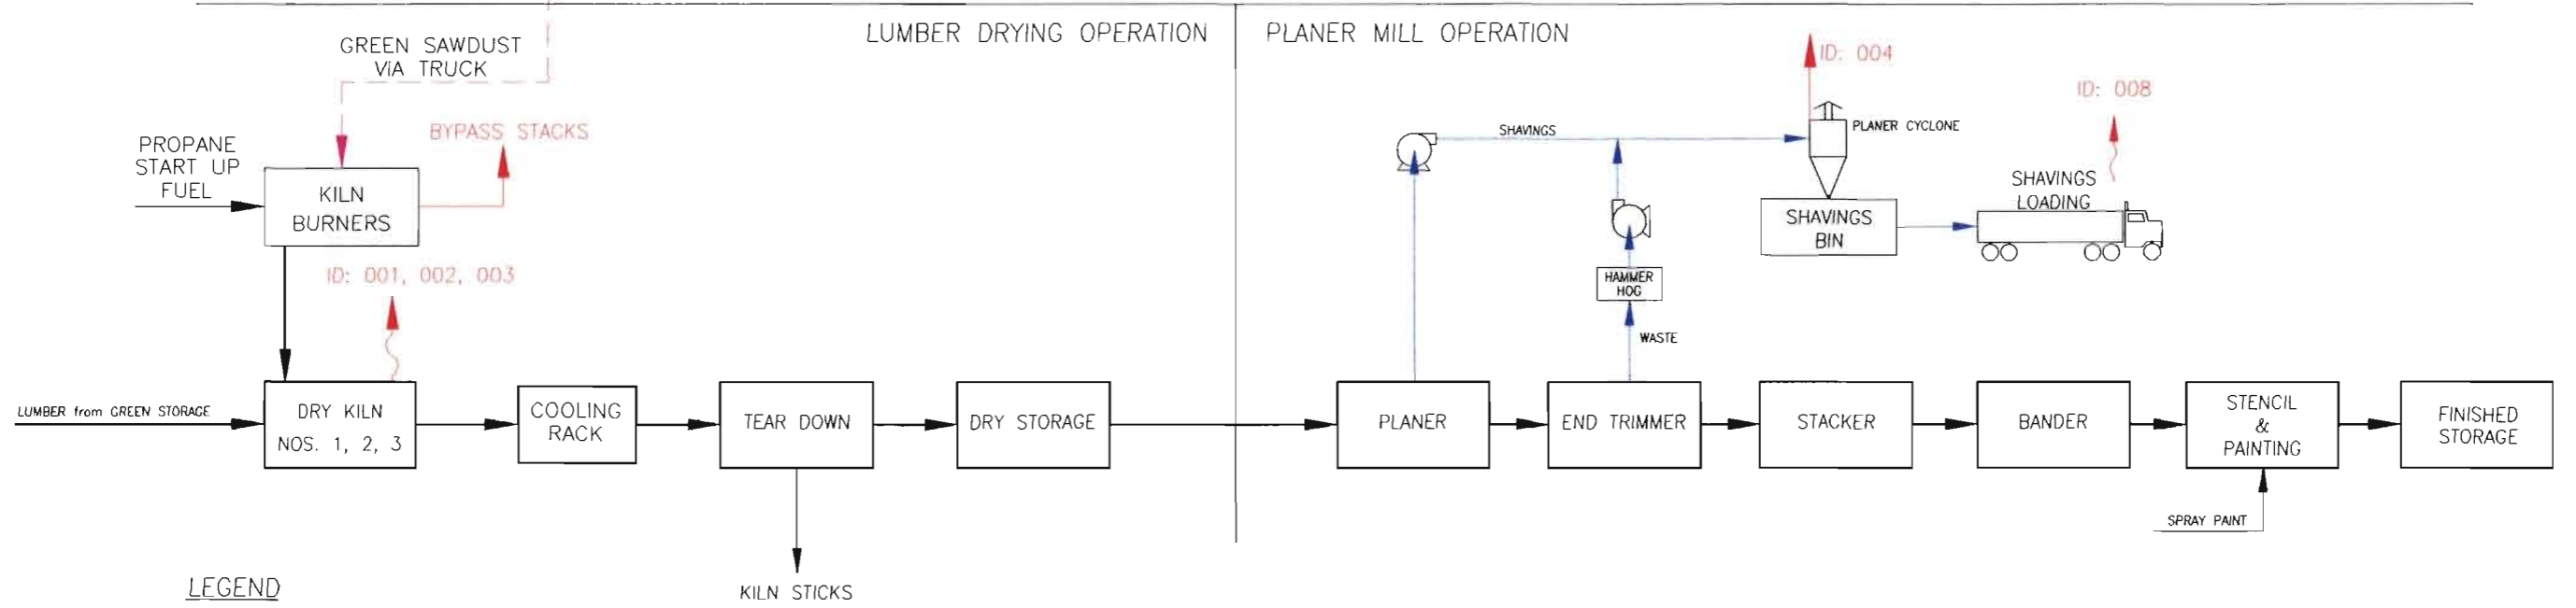 LUMBER DRYING OPERATION
PLANER MILL OPERATION
GREEN SAWDUST
VIA TRUCK
BYPASS STACKS
PROPANE
START UP
FUEL
KILN
BURNERS
ID: 001, 002, 003
LUMBER from GREEN STORAGE
DRY KILN
NOS. 1, 2, 3
COOLING
RACK
TEAR DOWN
DRY STORAGE
KILN STICKS
LEGEND
ID: 004
ID: 008
SHAVINGS
PLANER CYCLONE
SHAVINGS
LOADING
SHAVINGS
BIN
HAMMER
HOG
WASTE
PLANER
END TRIMMER
STACKER
BANDER
STENCIL
&
PAINTING
FINISHED
STORAGE
SPRAY PAINT